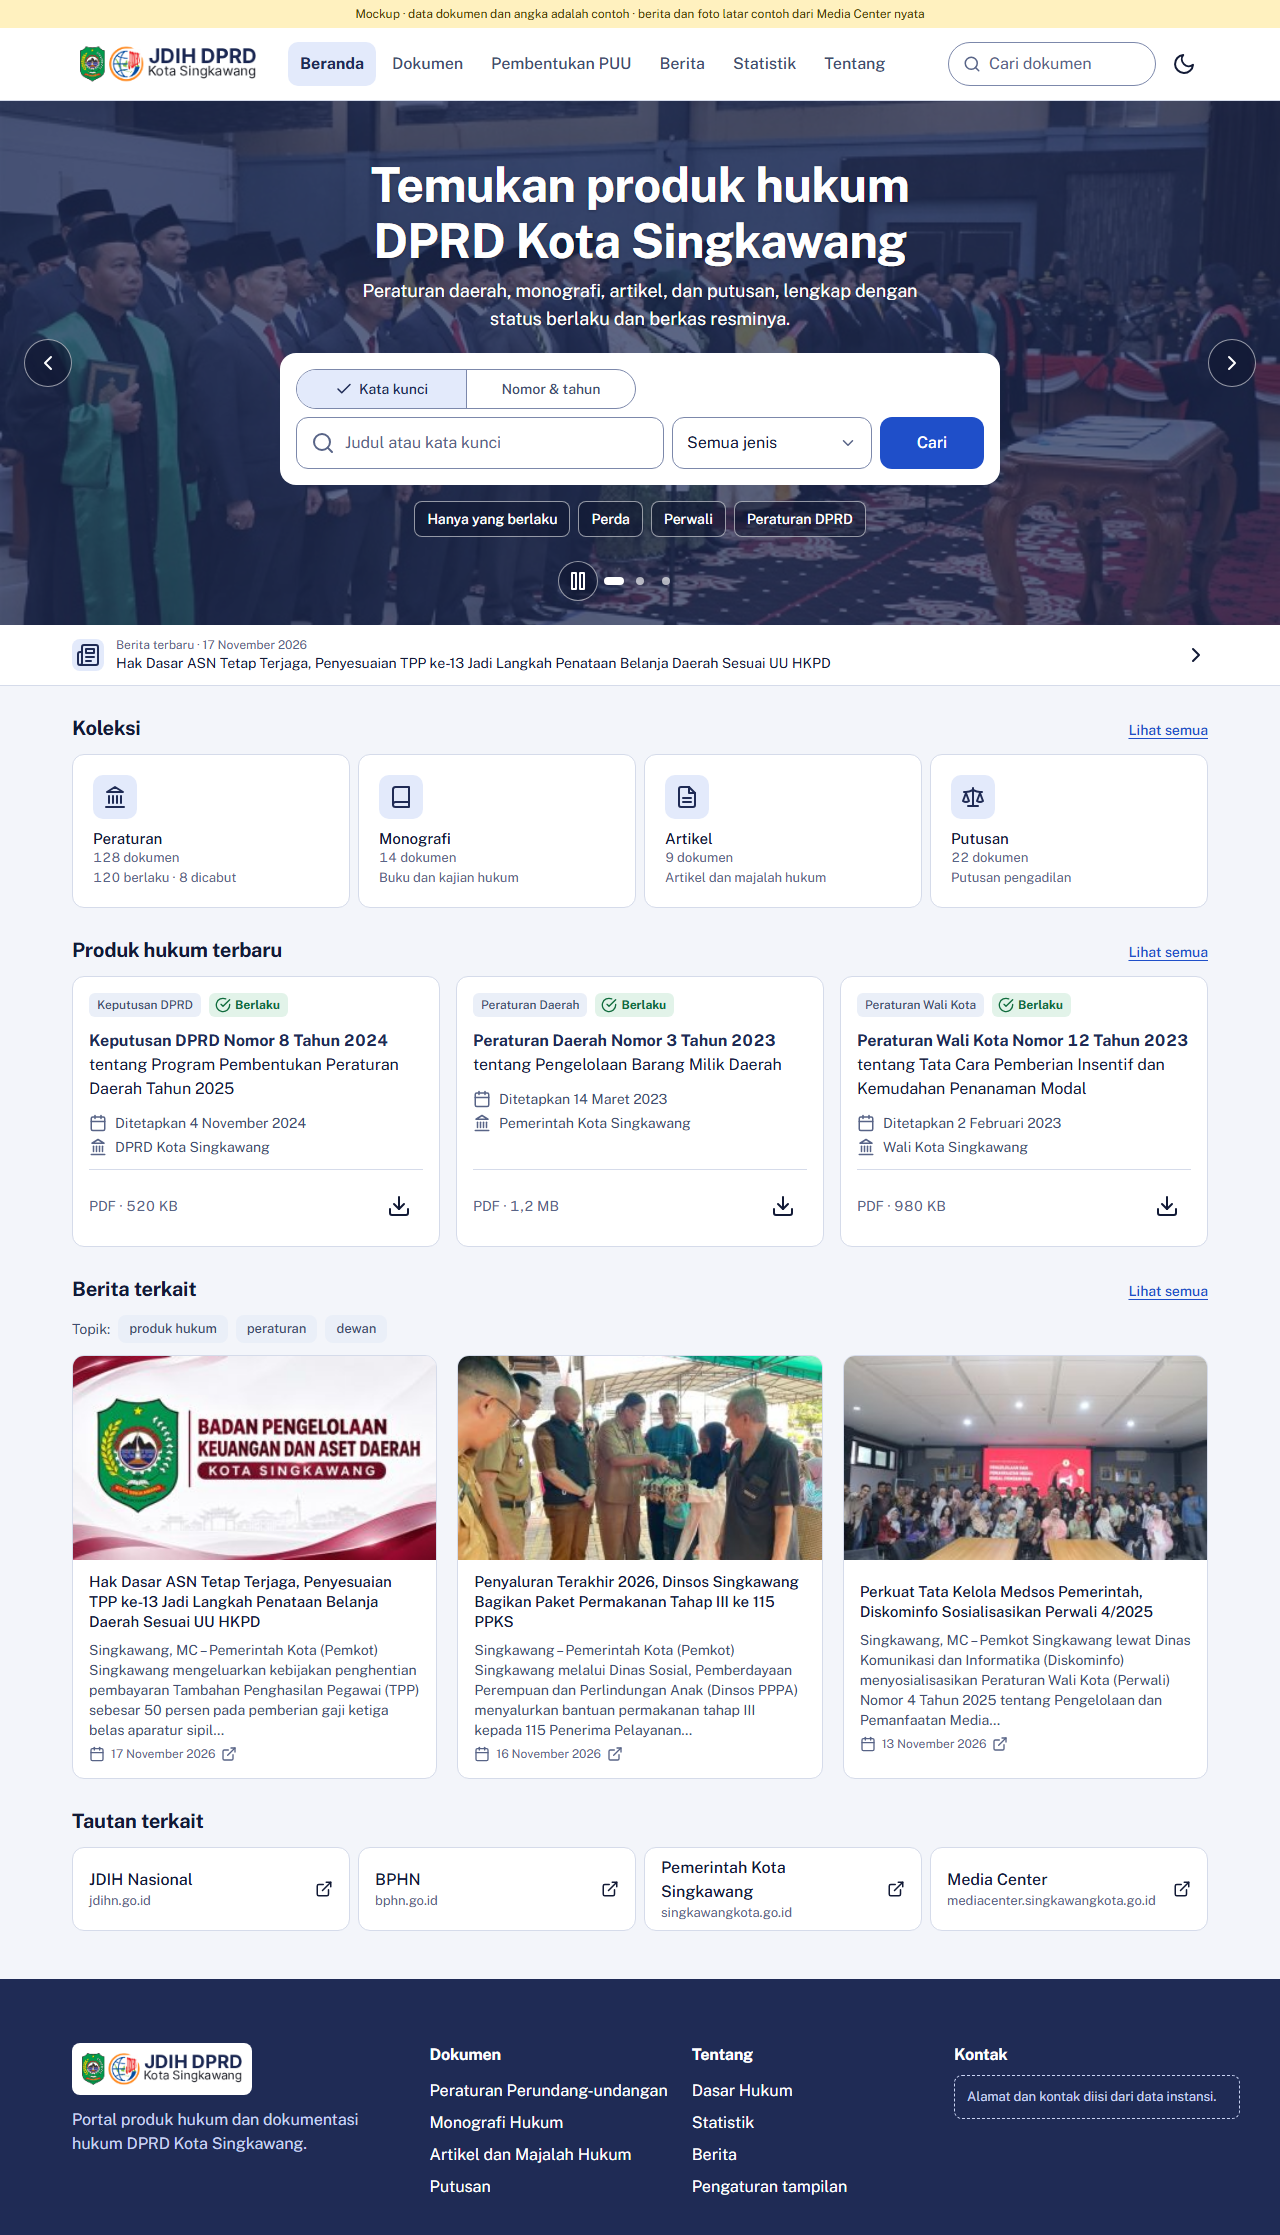 Mockup · data dokumen dan angka adalah contoh · berita dan foto latar contoh dari Media Center nyata
JDIH DPRD
Kota Singkawang
Beranda
Dokumen
Pembentukan PUU
Berita
Statistik
Tentang
Cari dokumen
Temukan produk hukum
DPRD Kota Singkawang
Peraturan daerah, monografi, artikel, dan putusan, lengkap dengan
status berlaku dan berkas resminya.
Kata kunci
Nomor & tahun
Judul atau kata kunci
Semua jenis
Cari
Hanya yang berlaku
Perda
Perwali
Peraturan DPRD
Berita terbaru · 17 November 2026
Hak Dasar ASN Tetap Terjaga, Penyesuaian TPP ke-13 Jadi Langkah Penataan Belanja Daerah Sesuai UU HKPD
Koleksi
Lihat semua
Peraturan
128 dokumen
120 berlaku · 8 dicabut
Monografi
14 dokumen
Buku dan kajian hukum
Artikel
9 dokumen
Artikel dan majalah hukum
Putusan
22 dokumen
Putusan pengadilan
Produk hukum terbaru
Lihat semua
Keputusan DPRD
Berlaku
Keputusan DPRD Nomor 8 Tahun 2024
tentang Program Pembentukan Peraturan
Daerah Tahun 2025
Ditetapkan 4 November 2024
DPRD Kota Singkawang
PDF · 520 KB
Peraturan Daerah
Berlaku
Peraturan Daerah Nomor 3 Tahun 2023
tentang Pengelolaan Barang Milik Daerah
Ditetapkan 14 Maret 2023
Pemerintah Kota Singkawang
PDF · 1,2 MB
Peraturan Wali Kota
Berlaku
Peraturan Wali Kota Nomor 12 Tahun 2023
tentang Tata Cara Pemberian Insentif dan
Kemudahan Penanaman Modal
Ditetapkan 2 Februari 2023
Wali Kota Singkawang
PDF · 980 KB
Berita terkait
Lihat semua
Topik:
produk hukum
peraturan
dewan
BADAN PENGELOLAAN
KEUANGAN DAN ASET DAERAH
KOTA SINGKAWANG
Hak Dasar ASN Tetap Terjaga, Penyesuaian
TPP ke-13 Jadi Langkah Penataan Belanja
Daerah Sesuai UU HKPD
Singkawang, MC – Pemerintah Kota (Pemkot)
Singkawang mengeluarkan kebijakan penghentian
pembayaran Tambahan Penghasilan Pegawai (TPP)
sebesar 50 persen pada pemberian gaji ketiga
belas aparatur sipil...
17 November 2026
Penyaluran Terakhir 2026, Dinsos Singkawang
Bagikan Paket Permakanan Tahap III ke 115
PPKS
Singkawang – Pemerintah Kota (Pemkot)
Singkawang melalui Dinas Sosial, Pemberdayaan
Perempuan dan Perlindungan Anak (Dinsos PPPA)
menyalurkan bantuan permakanan tahap III
kepada 115 Penerima Pelayanan...
16 November 2026
Perkuat Tata Kelola Medsos Pemerintah,
Diskominfo Sosialisasikan Perwali 4/2025
Singkawang, MC – Pemkot Singkawang lewat Dinas
Komunikasi dan Informatika (Diskominfo)
menyosialisasikan Peraturan Wali Kota (Perwali)
Nomor 4 Tahun 2025 tentang Pengelolaan dan
Pemanfaatan Media...
13 November 2026
Tautan terkait
JDIH Nasional
jdihn.go.id
BPHN
bphn.go.id
Pemerintah Kota
Singkawang
singkawangkota.go.id
Media Center
mediacenter.singkawangkota.go.id
JDIH DPRD
Kota Singkawang
Portal produk hukum dan dokumentasi
hukum DPRD Kota Singkawang.
Dokumen
Peraturan Perundang-undangan
Monografi Hukum
Artikel dan Majalah Hukum
Putusan
Tentang
Dasar Hukum
Statistik
Berita
Pengaturan tampilan
Kontak
Alamat dan kontak diisi dari data instansi.